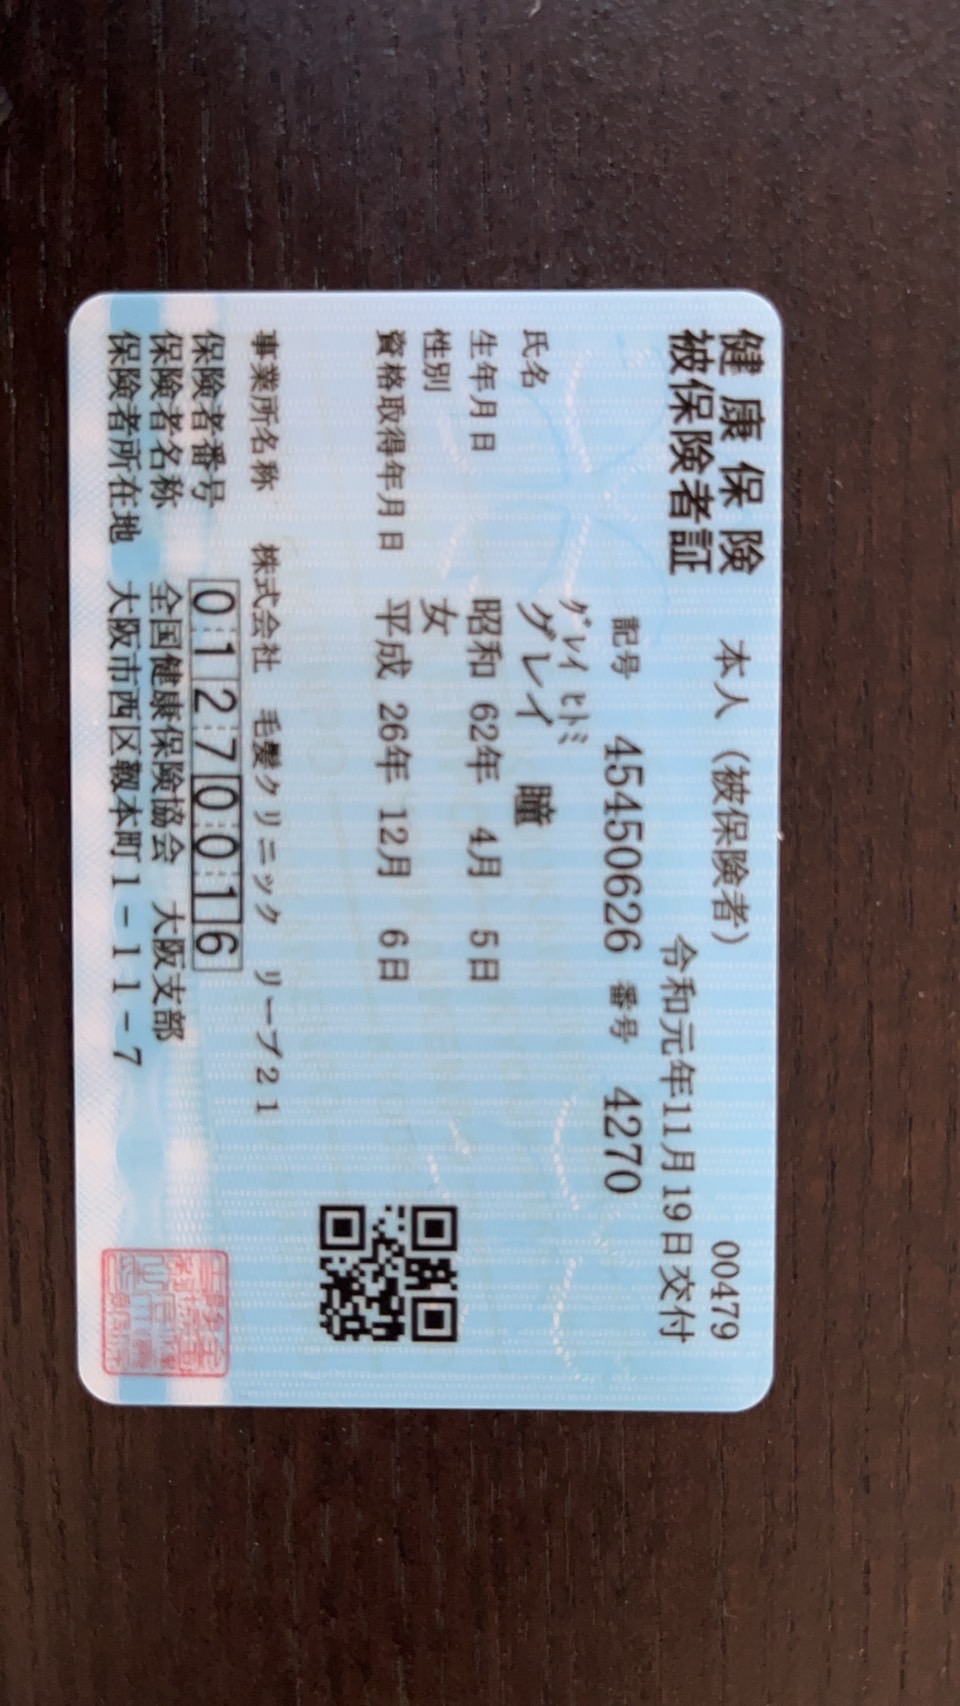 健康保険 本人（被保険者） 00479
被保険者証 令和元年11月19日交付
記号 45450626 番号 4270
グレイ ヒトミ
氏名 グレイ 瞳
生年月日 昭和 62年 4月 5日
性別 女
資格取得年月日 平成 26年 12月 6日
事業所名称 株式会社 毛髪クリニック リーブ21
保険者番号 01270016
保険者名称 全国健康保険協会 大阪支部
保険者所在地 大阪市西区靱本町1-11-7